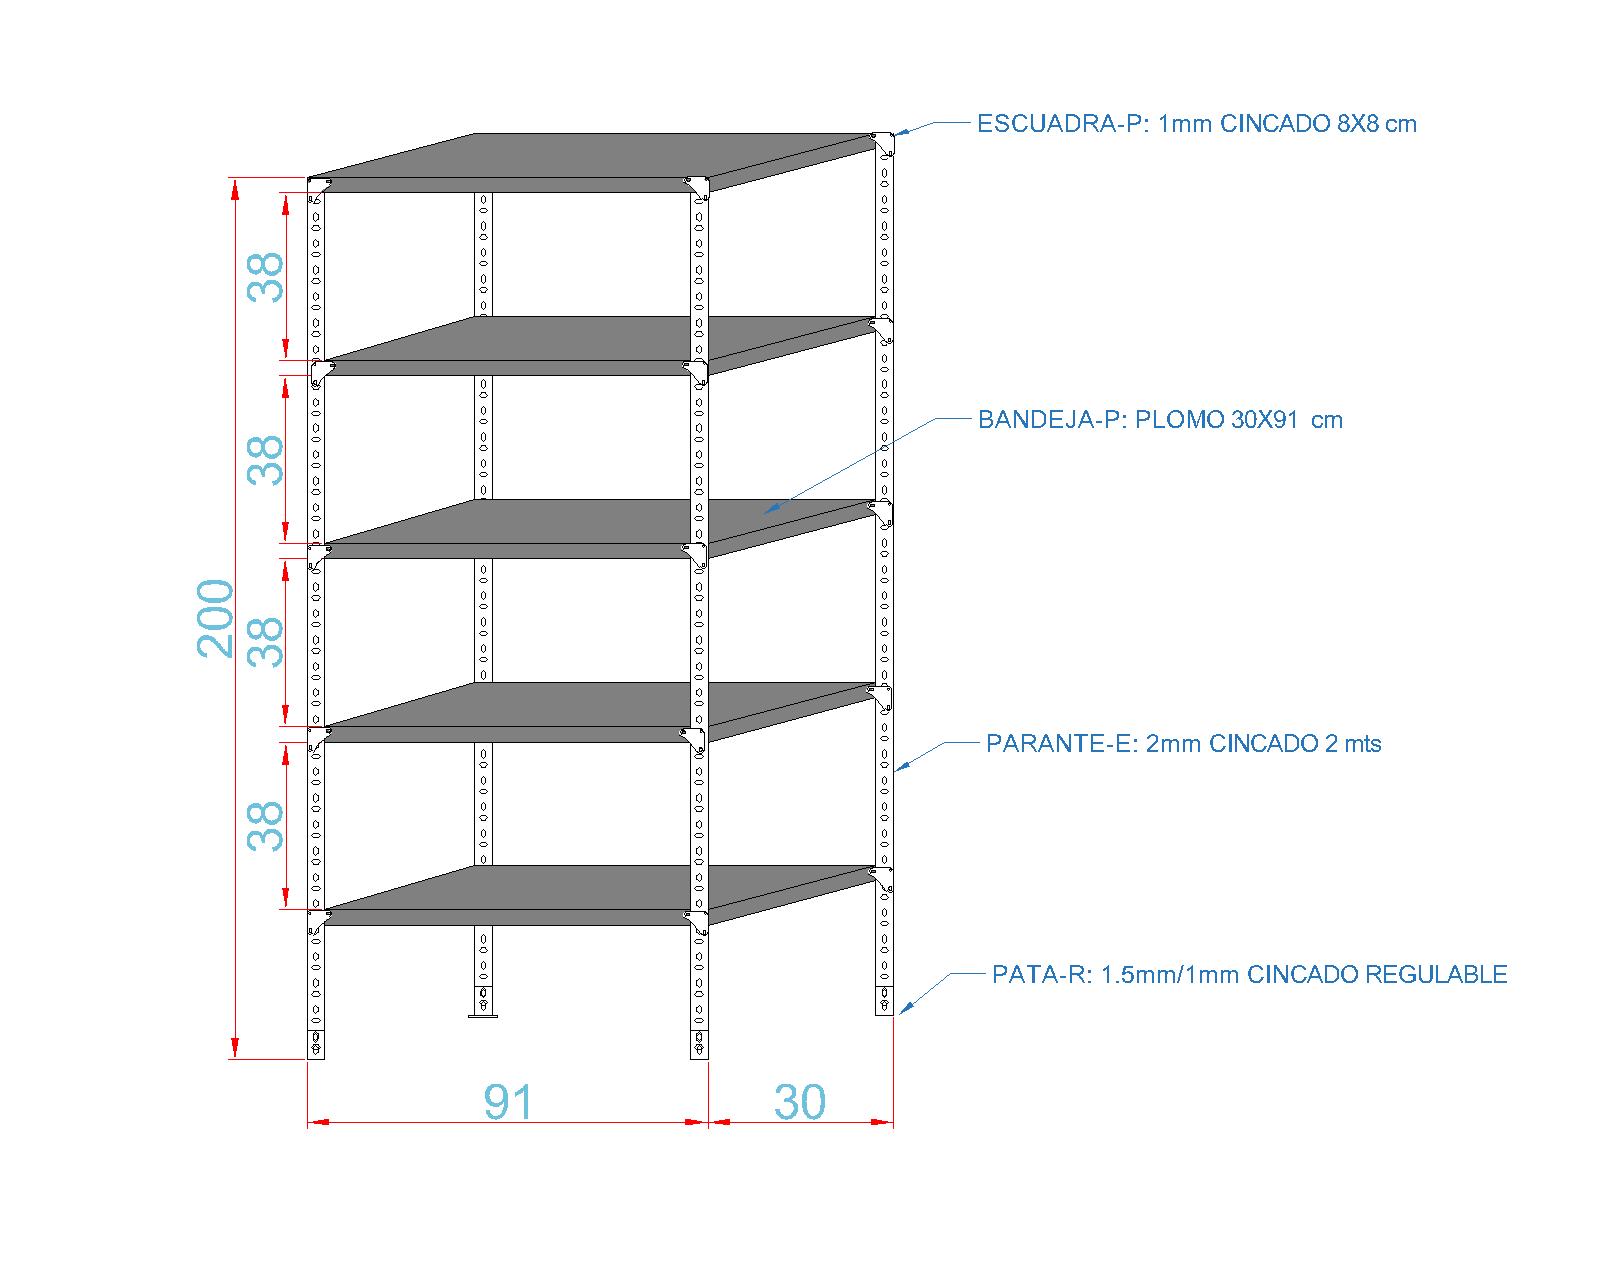 ESCUADRA-P: 1mm CINCADO 8X8 cm
38
BANDEJA-P: PLOMO 30X91 cm
38
200
38
PARANTE-E: 2mm CINCADO 2 mts
38
PATA-R: 1.5mm/1mm CINCADO REGULABLE
91
30